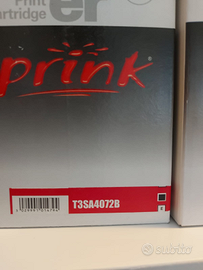 er
Print
Cartridge
prink
T3SA4072B
subito